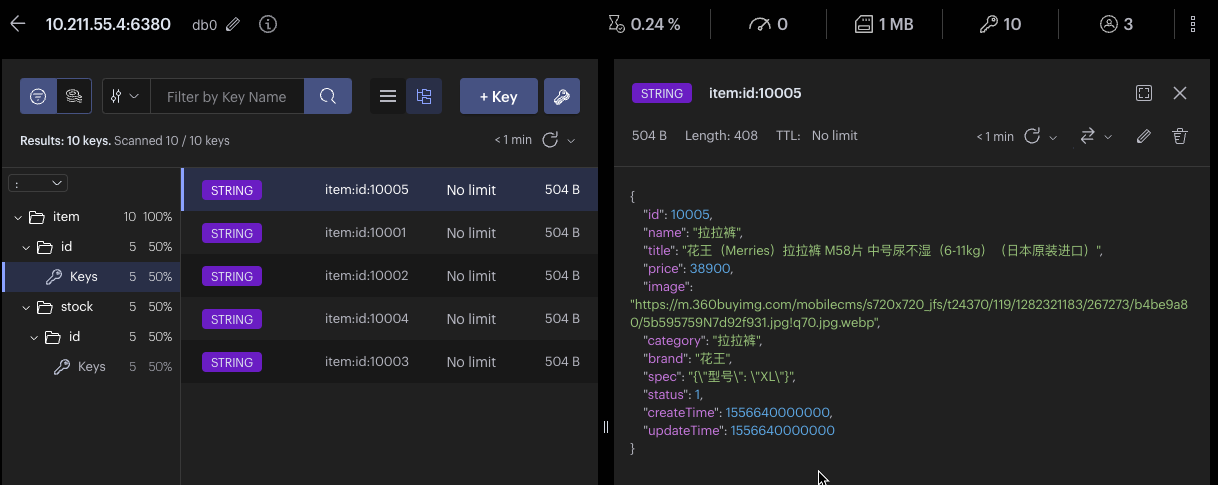 10.211.55.4:6380 db0 0.24 % 0 1 MB 10 3
Filter by Key Name + Key
Results: 10 keys. Scanned 10 / 10 keys < 1 min
:
item 10 100%
id 5 50%
Keys 5 50%
stock 5 50%
id 5 50%
Keys 5 50%
STRING item:id:10005 No limit 504 B
STRING item:id:10001 No limit 504 B
STRING item:id:10002 No limit 504 B
STRING item:id:10004 No limit 504 B
STRING item:id:10003 No limit 504 B
STRING item:id:10005
504 B Length: 408 TTL: No limit < 1 min
{
"id": 10005,
"name": "拉拉裤",
"title": "花王（Merries）拉拉裤 M58片 中号尿不湿（6-11kg）（日本原装进口）",
"price": 38900,
"image":
"https://m.360buyimg.com/mobilecms/s720x720_jfs/t24370/119/1282321183/267273/b4be9a8
0/5b595759N7d92f931.jpg!q70.jpg.webp",
"category": "拉拉裤",
"brand": "花王",
"spec": "{\"型号\": \"XL\"}",
"status": 1,
"createTime": 1556640000000,
"updateTime": 1556640000000
}